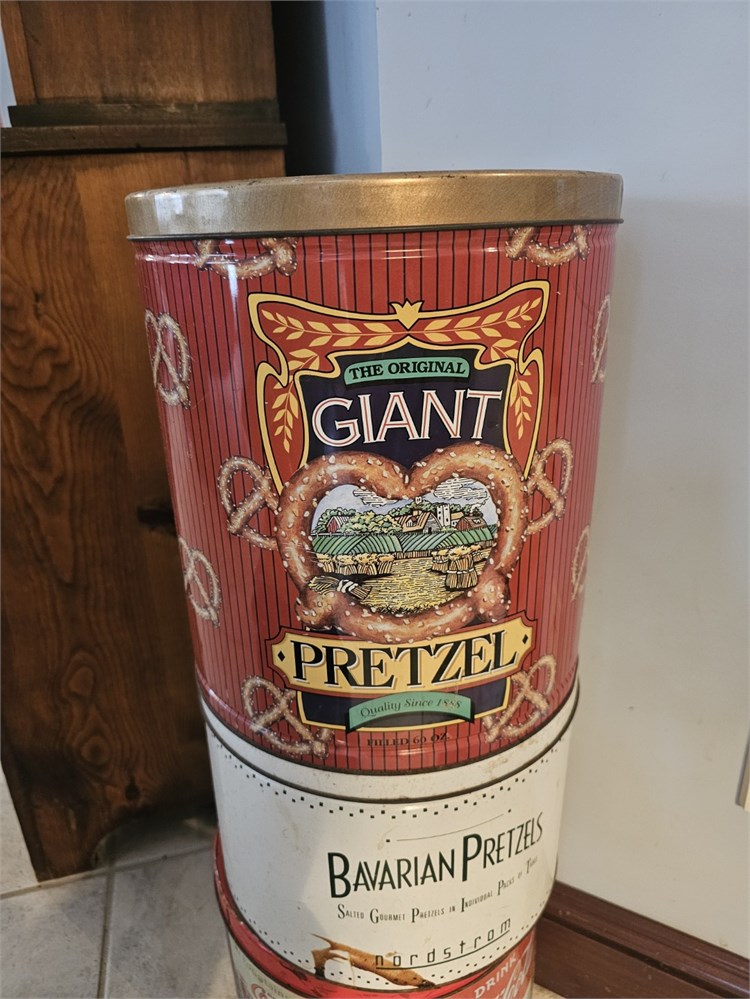 THE ORIGINAL
GIANT
PRETZEL
Quality Since 1888
FILLED 60 OZ.
BAVARIAN PRETZELS
SALTED GOURMET PRETZELS IN INDIVIDUAL PACKS OF TWO
nordstrom
DRINK